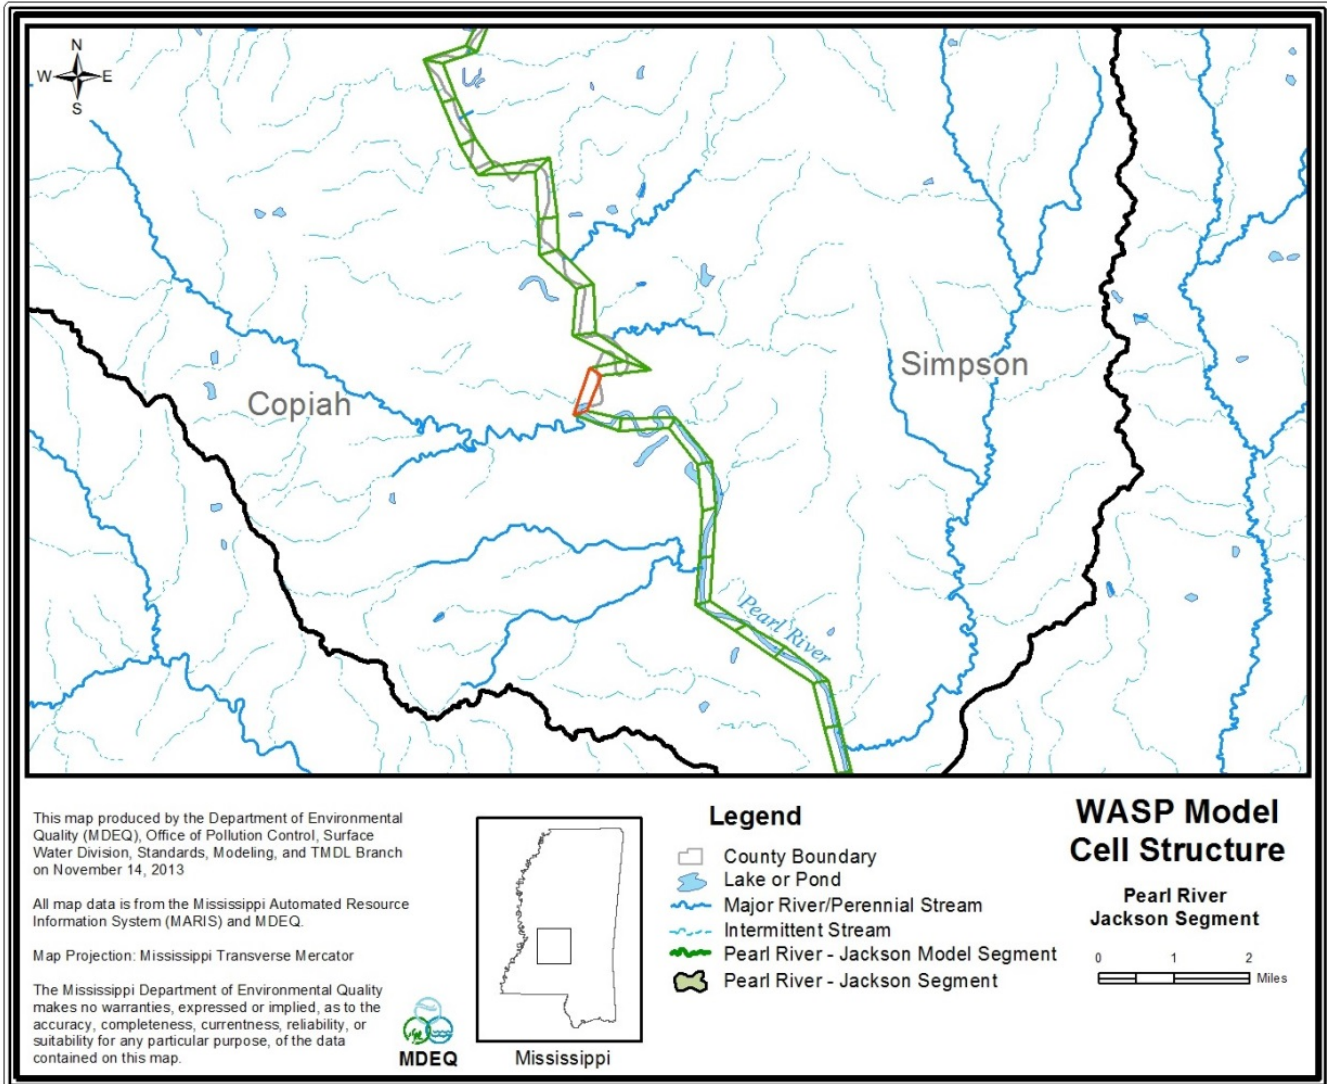 N
W E
S
Copiah
Simpson
Pearl River
This map produced by the Department of Environmental
Quality (MDEQ), Office of Pollution Control, Surface
Water Division, Standards, Modeling, and TMDL Branch
on November 14, 2013
All map data is from the Mississippi Automated Resource
Information System (MARIS) and MDEQ.
Map Projection: Mississippi Transverse Mercator
The Mississippi Department of Environmental Quality
makes no warranties, expressed or implied, as to the
accuracy, completeness, currentness, reliability, or
suitability for any particular purpose, of the data
contained on this map.
MDEQ
Mississippi
Legend
County Boundary
Lake or Pond
Major River/Perennial Stream
Intermittent Stream
Pearl River - Jackson Model Segment
Pearl River - Jackson Segment
WASP Model
Cell Structure
Pearl River
Jackson Segment
0 1 2
Miles